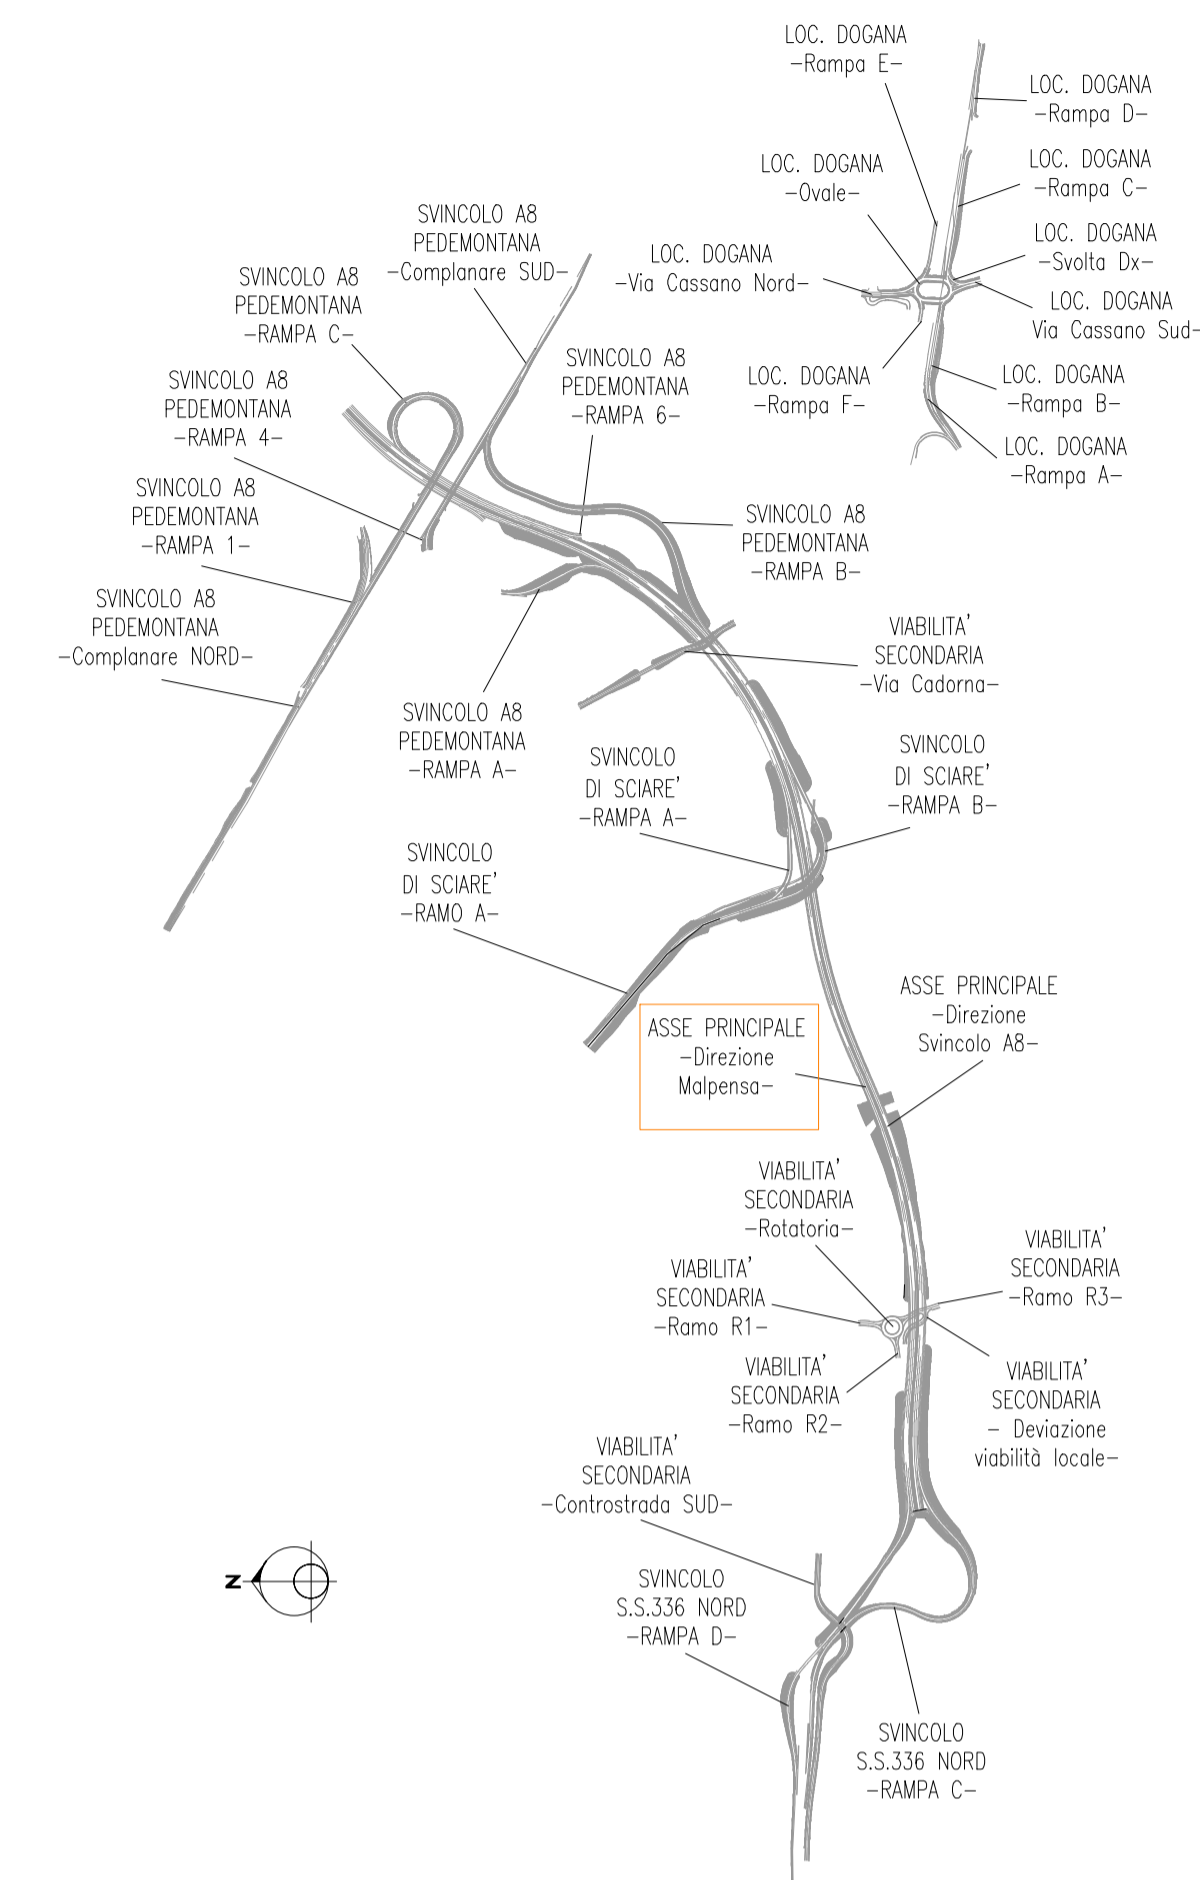 LOC. DOGANA
-Rampa E-
LOC. DOGANA
-Rampa D-
LOC. DOGANA
-Ovale-
LOC. DOGANA
-Rampa C-
SVINCOLO A8
PEDEMONTANA
-Complanare SUD-
LOC. DOGANA
-Svolta Dx-
LOC. DOGANA
-Via Cassano Nord-
SVINCOLO A8
PEDEMONTANA
-RAMPA C-
LOC. DOGANA
Via Cassano Sud-
SVINCOLO A8
PEDEMONTANA
-RAMPA 6-
SVINCOLO A8
PEDEMONTANA
-RAMPA 4-
LOC. DOGANA
-Rampa F-
LOC. DOGANA
-Rampa B-
LOC. DOGANA
-Rampa A-
SVINCOLO A8
PEDEMONTANA
-RAMPA 1-
SVINCOLO A8
PEDEMONTANA
-RAMPA B-
SVINCOLO A8
PEDEMONTANA
-Complanare NORD-
VIABILITA'
SECONDARIA
-Via Cadorna-
SVINCOLO A8
PEDEMONTANA
-RAMPA A-
SVINCOLO
DI SCIARE'
-RAMPA A-
SVINCOLO
DI SCIARE'
-RAMPA B-
SVINCOLO
DI SCIARE'
-RAMO A-
ASSE PRINCIPALE
-Direzione
Svincolo A8-
ASSE PRINCIPALE
-Direzione
Malpensa-
VIABILITA'
SECONDARIA
-Rotatoria-
VIABILITA'
SECONDARIA
-Ramo R3-
VIABILITA'
SECONDARIA
-Ramo R1-
VIABILITA'
SECONDARIA
-Ramo R2-
VIABILITA'
SECONDARIA
- Deviazione
viabilità locale-
VIABILITA'
SECONDARIA
-Controstrada SUD-
N
SVINCOLO
S.S.336 NORD
-RAMPA D-
SVINCOLO
S.S.336 NORD
-RAMPA C-